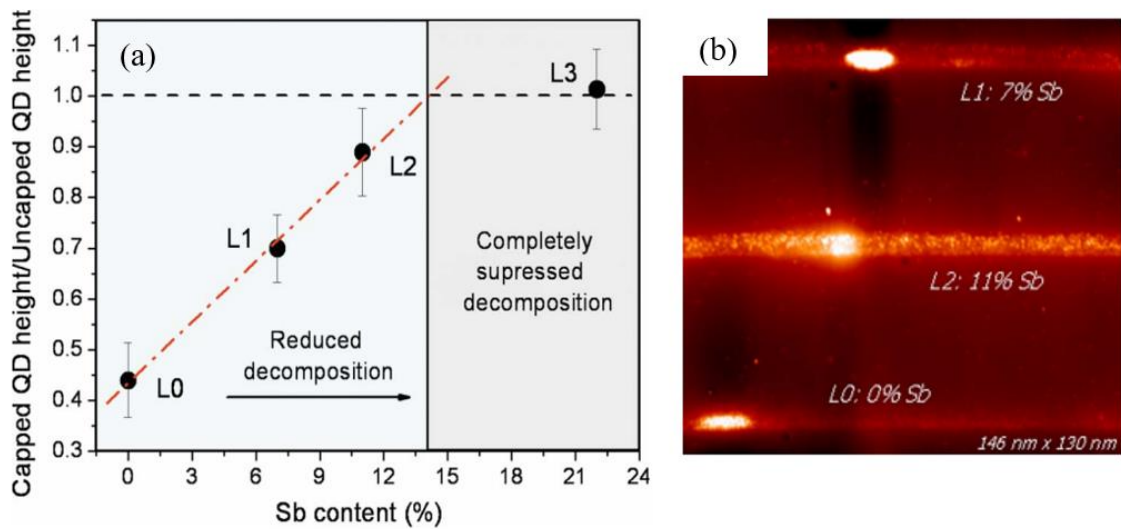 (a)
Capped QD height/Uncapped QD height
1.1
1.0
0.9
0.8
0.7
0.6
0.5
0.4
0.3
L0
L1
L2
L3
Reduced
decomposition
Completely
supressed
decomposition
0 3 6 9 12 15 18 21 24
Sb content (%)
(b)
L1: 7% Sb
L2: 11% Sb
L0: 0% Sb
146 nm x 130 nm